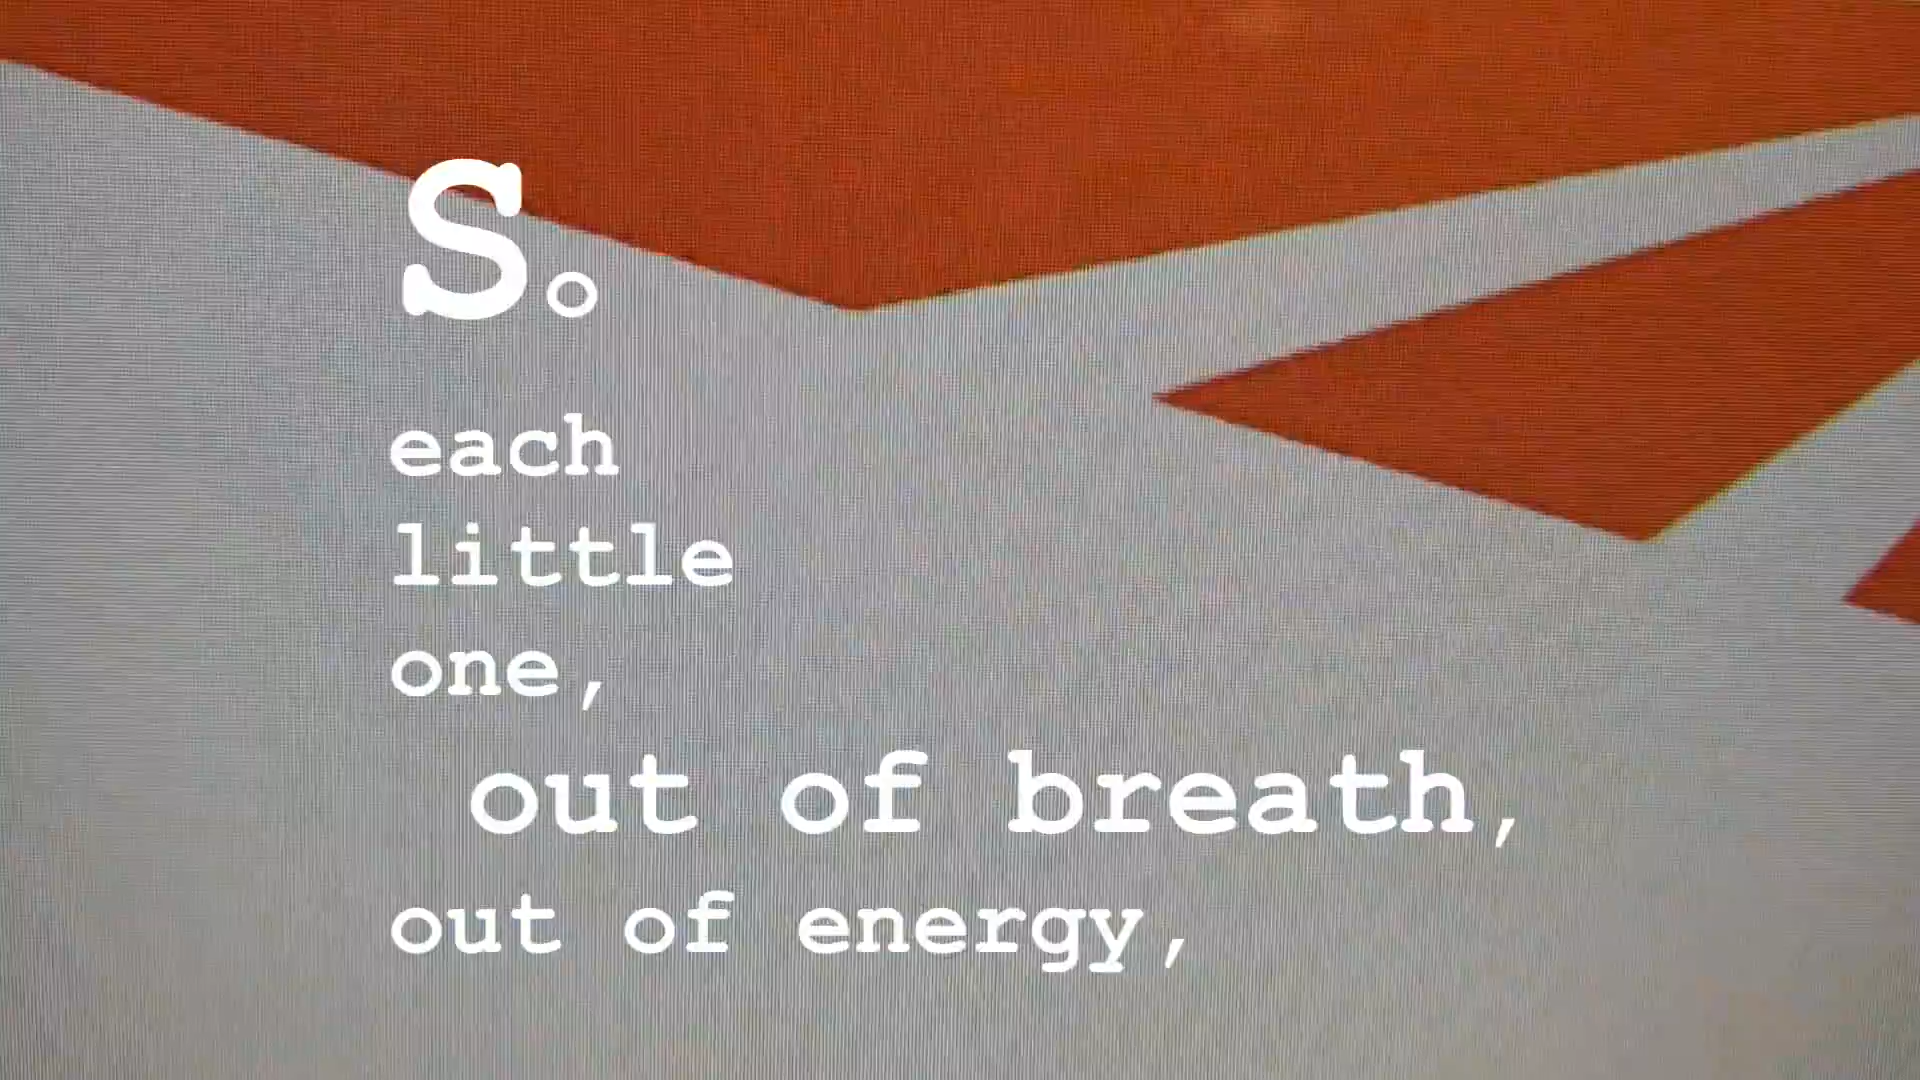 So
each
little
one,
out of breath,
out of energy,